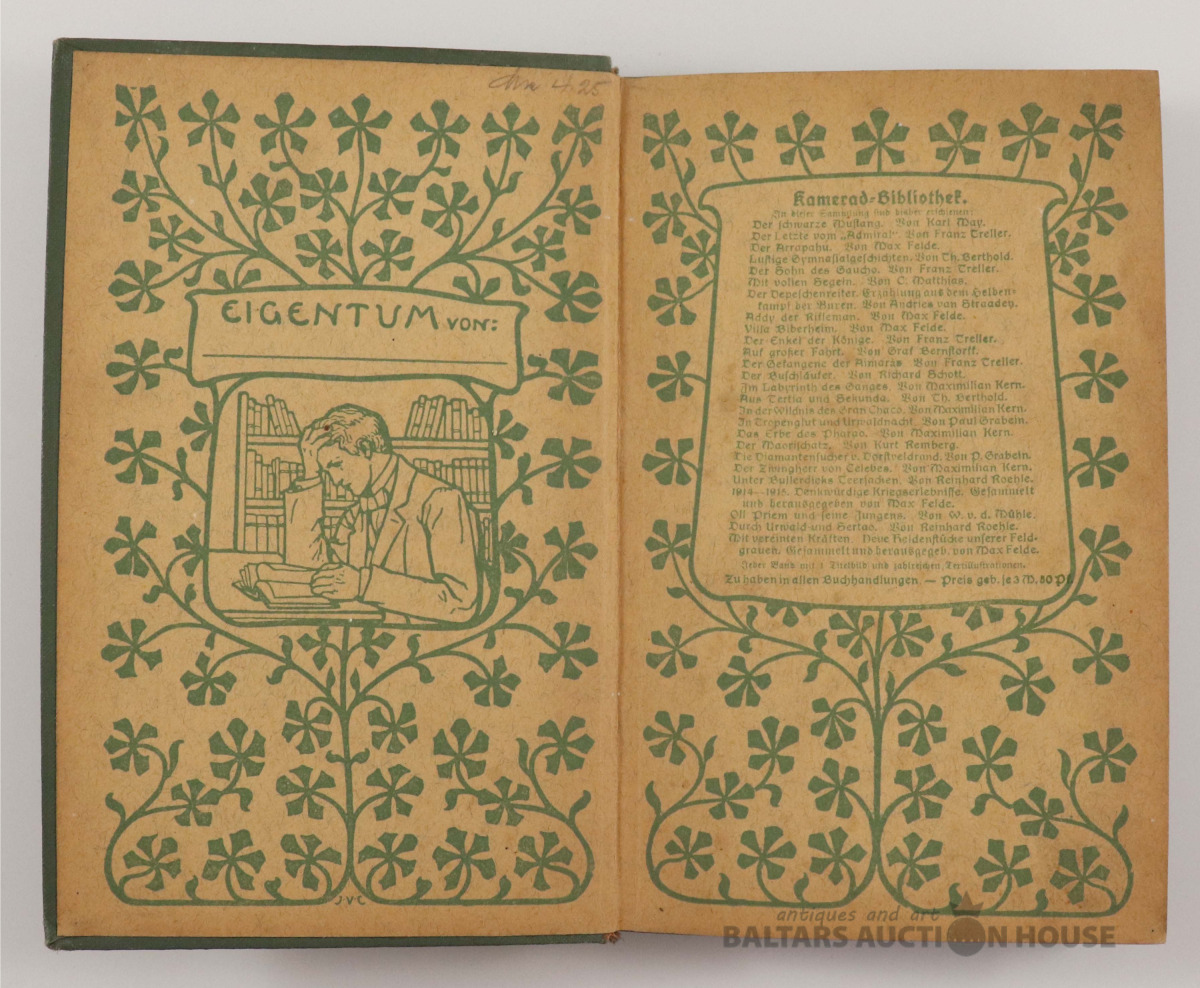 4.25
EIGENTUM VON:
J.V.C
Kamerad-Bibliothek.
In dieser Sammlung sind bisher erschienen:
Der schwarze Mustang. Von Karl May.
Der Letzte vom „Admiral“. Von Franz Treller.
Der Arrapahu. Von Max Felde.
Lustige Gymnasialgeschichten. Von Th. Berthold.
Der Sohn des Gaucho. Von Franz Treller.
Mit vollen Segeln. Von C. Matthias.
Der Depeschenreiter. Erzählung aus dem Helden-
kampf der Buren. Von Andries van Straaden.
Addy der Rifleman. Von Max Felde.
Villa Biberheim. Von Max Felde.
Der Enkel der Könige. Von Franz Treller.
Auf großer Fahrt. Von Graf Bernstorff.
Der Gefangene der Aimaràs. Von Franz Treller.
Der Buschläufer. Von Richard Schott.
Im Labyrinth des Ganges. Von Maximilian Kern.
Aus Tertia und Sekunda. Von Th. Berthold.
In der Wildnis des Gran Chaco. Von Maximilian Kern.
In Tropenglut und Urwaldnacht. Von Paul Grabein.
Das Erbe des Pharao. Von Maximilian Kern.
Der Maorischatz. Von Kurt Romberg.
Die Diamantensucher v. Dorstveldrand. Von P. Grabein.
Der Zwingherr von Celebes. Von Maximilian Kern.
Unter Bullerdieks Teerjacken. Von Reinhard Roehle.
1914–1915. Denkwürdige Kriegserlebnisse. Gesammelt
und herausgegeben von Max Felde.
Oll Priem und seine Jungens. Von W. v. d. Mühle.
Durch Urwald und Sertao. Von Reinhard Roehle.
Mit vereinten Kräften. Neue Heldenstücke unserer Feld-
grauen. Gesammelt und herausgegeb. von Max Felde.
Jeder Band mit 1 Titelbild und zahlreichen Textillustrationen.
Zu haben in allen Buchhandlungen. — Preis geb. je 3 M. 80 Pf.
antiques and art
BALTARS AUCTION HOUSE